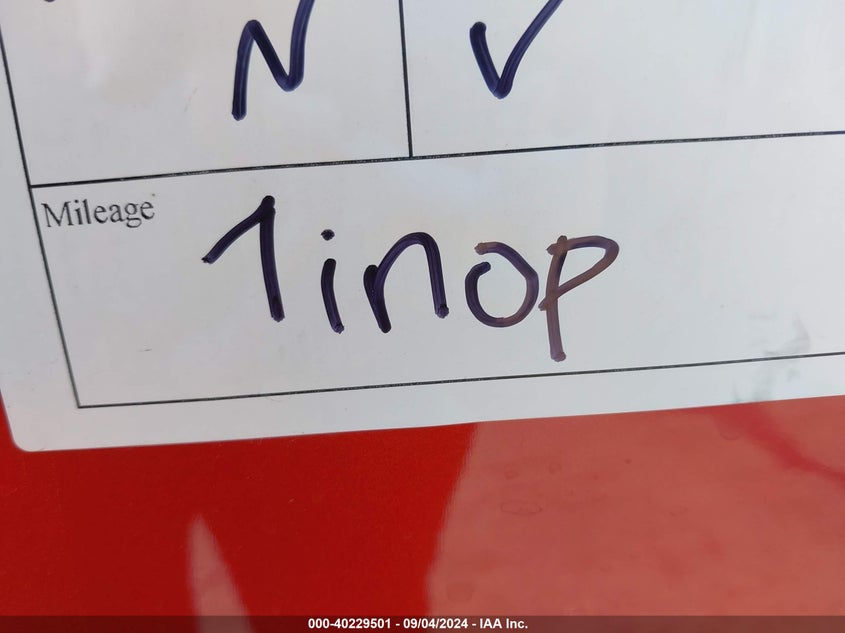 N V
Mileage
1inop
000-40229501 - 09/04/2024 - IAA Inc.